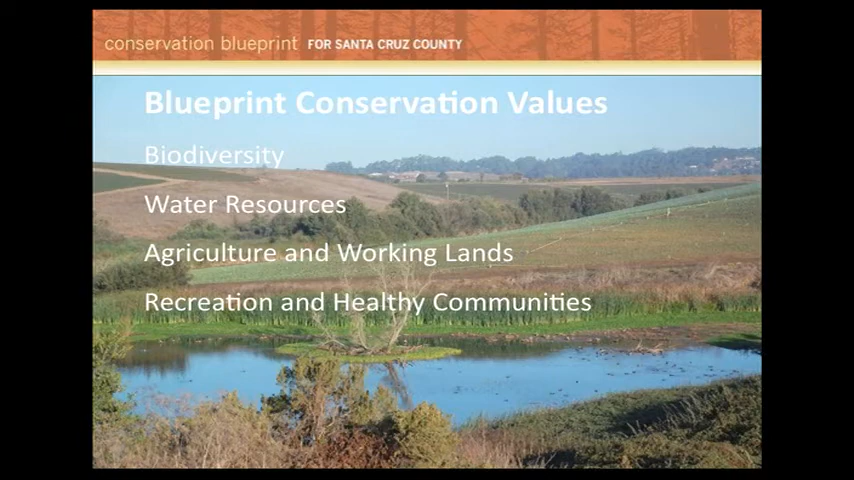 conservation blueprint FOR SANTA CRUZ COUNTY
Blueprint Conservation Values
Biodiversity
Water Resources
Agriculture and Working Lands
Recreation and Healthy Communities